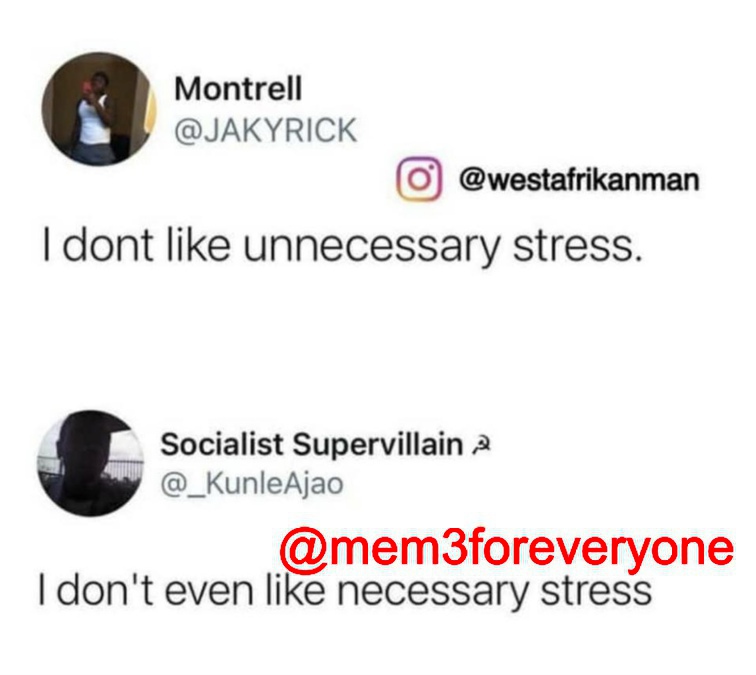 Montrell
@JAKYRICK
@westafrikanman
I dont like unnecessary stress.
Socialist Supervillain ☭
@_KunleAjao
@mem3foreveryone
I don't even like necessary stress